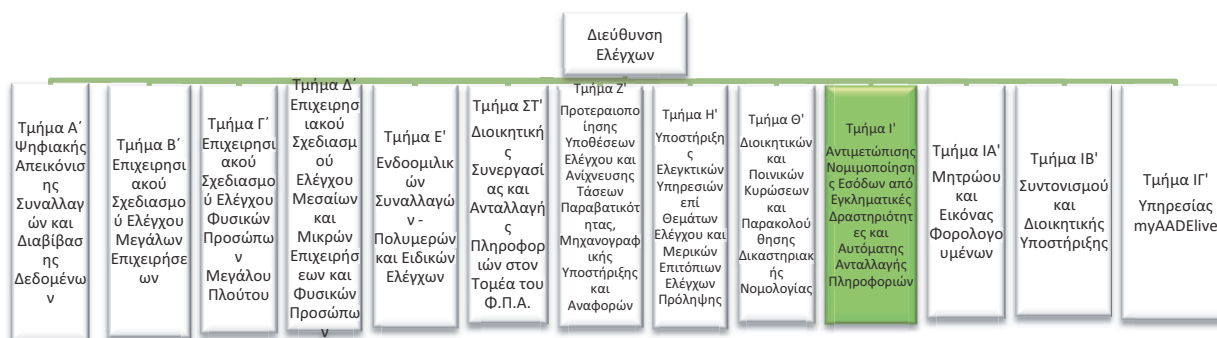 Διεύθυνση
Ελέγχων
Τμήμα Α΄
Ψηφιακής
Απεικόνισ
ης
Συναλλαγ
ών και
Διαβίβασ
ης
Δεδομένω
ν
Τμήμα Β΄
Επιχειρησι
ακού
Σχεδιασμο
ύ Ελέγχου
Μεγάλων
Επιχειρήσε
ων
Τμήμα Γ΄
Επιχειρησι
ακού
Σχεδιασμο
ύ Ελέγχου
Φυσικών
Προσώπω
ν
Μεγάλου
Πλούτου
Τμήμα Δ΄
Επιχειρησ
ιακού
Σχεδιασμ
ού
Ελέγχου
Μεσαίων
και
Μικρών
Επιχειρήσ
εων και
Φυσικών
Προσώπω
ν
Τμήμα Ε'
Ενδοομιλικ
ών
Συναλλαγώ
ν -
Πολυμερών
και Ειδικών
Ελέγχων
Τμήμα ΣΤ'
Διοικητική
ς
Συνεργασ
ίας και
Ανταλλαγή
ς
Πληροφορ
ιών στον
Τομέα του
Φ.Π.Α.
Τμήμα Ζ'
Προτεραιοπο
ίησης
Υποθέσεων
Ελέγχου και
Ανίχνευσης
Τάσεων
Παραβατικότ
ητας,
Μηχανογραφ
ικής
Υποστήριξης
και
Αναφορών
Τμήμα Η'
Υποστήριξη
ς
Ελεγκτικών
Υπηρεσιών
επί
Θεμάτων
Ελέγχου και
Μερικών
Επιτόπιων
Ελέγχων
Πρόληψης
Τμήμα Θ'
Διοικητικών
και
Ποινικών
Κυρώσεων
και
Παρακολού
θησης
Δικαστηριακ
ής
Νομολογίας
Τμήμα Ι'
Αντιμετώπισης
Νομιμοποίηση
ς Εσόδων από
Εγκληματικές
Δραστηριότητ
ες και
Αυτόματης
Ανταλλαγής
Πληροφοριών
Τμήμα ΙΑ'
Μητρώου
και
Εικόνας
Φορολογο
υμένων
Τμήμα ΙΒ'
Συντονισμού
και
Διοικητικής
Υποστήριξης
Τμήμα ΙΓ'
Υπηρεσίας
myAADElive